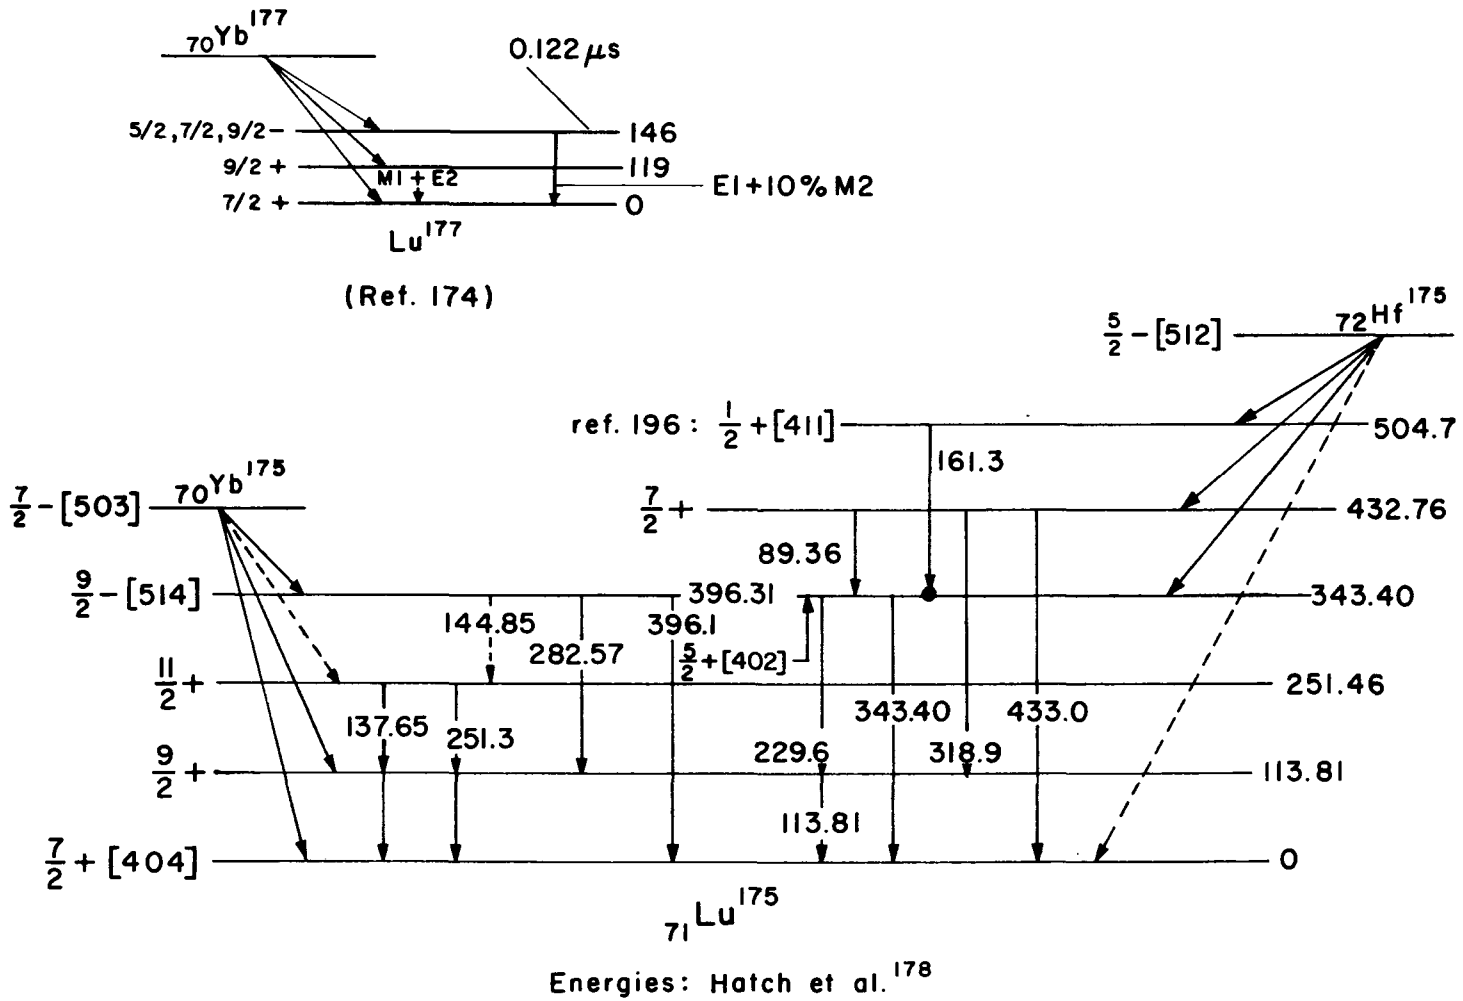 70Yb177
0.122 μs
5/2, 7/2, 9/2 − 146
9/2 + 119
M1 + E2
E1 + 10% M2
7/2 + 0
Lu177
(Ref. 174)
5/2 − [512] 72Hf175
ref. 196: 1/2 + [411] 504.7
161.3
70Yb175
7/2 − [503]
7/2 + 432.76
89.36
9/2 − [514] 396.31 343.40
144.85 396.1
282.57 5/2 + [402]
11/2 + 251.46
137.65 251.3 343.40 433.0
229.6 318.9
9/2 + 113.81
113.81
7/2 + [404] 0
71Lu175
Energies: Hatch et al.178